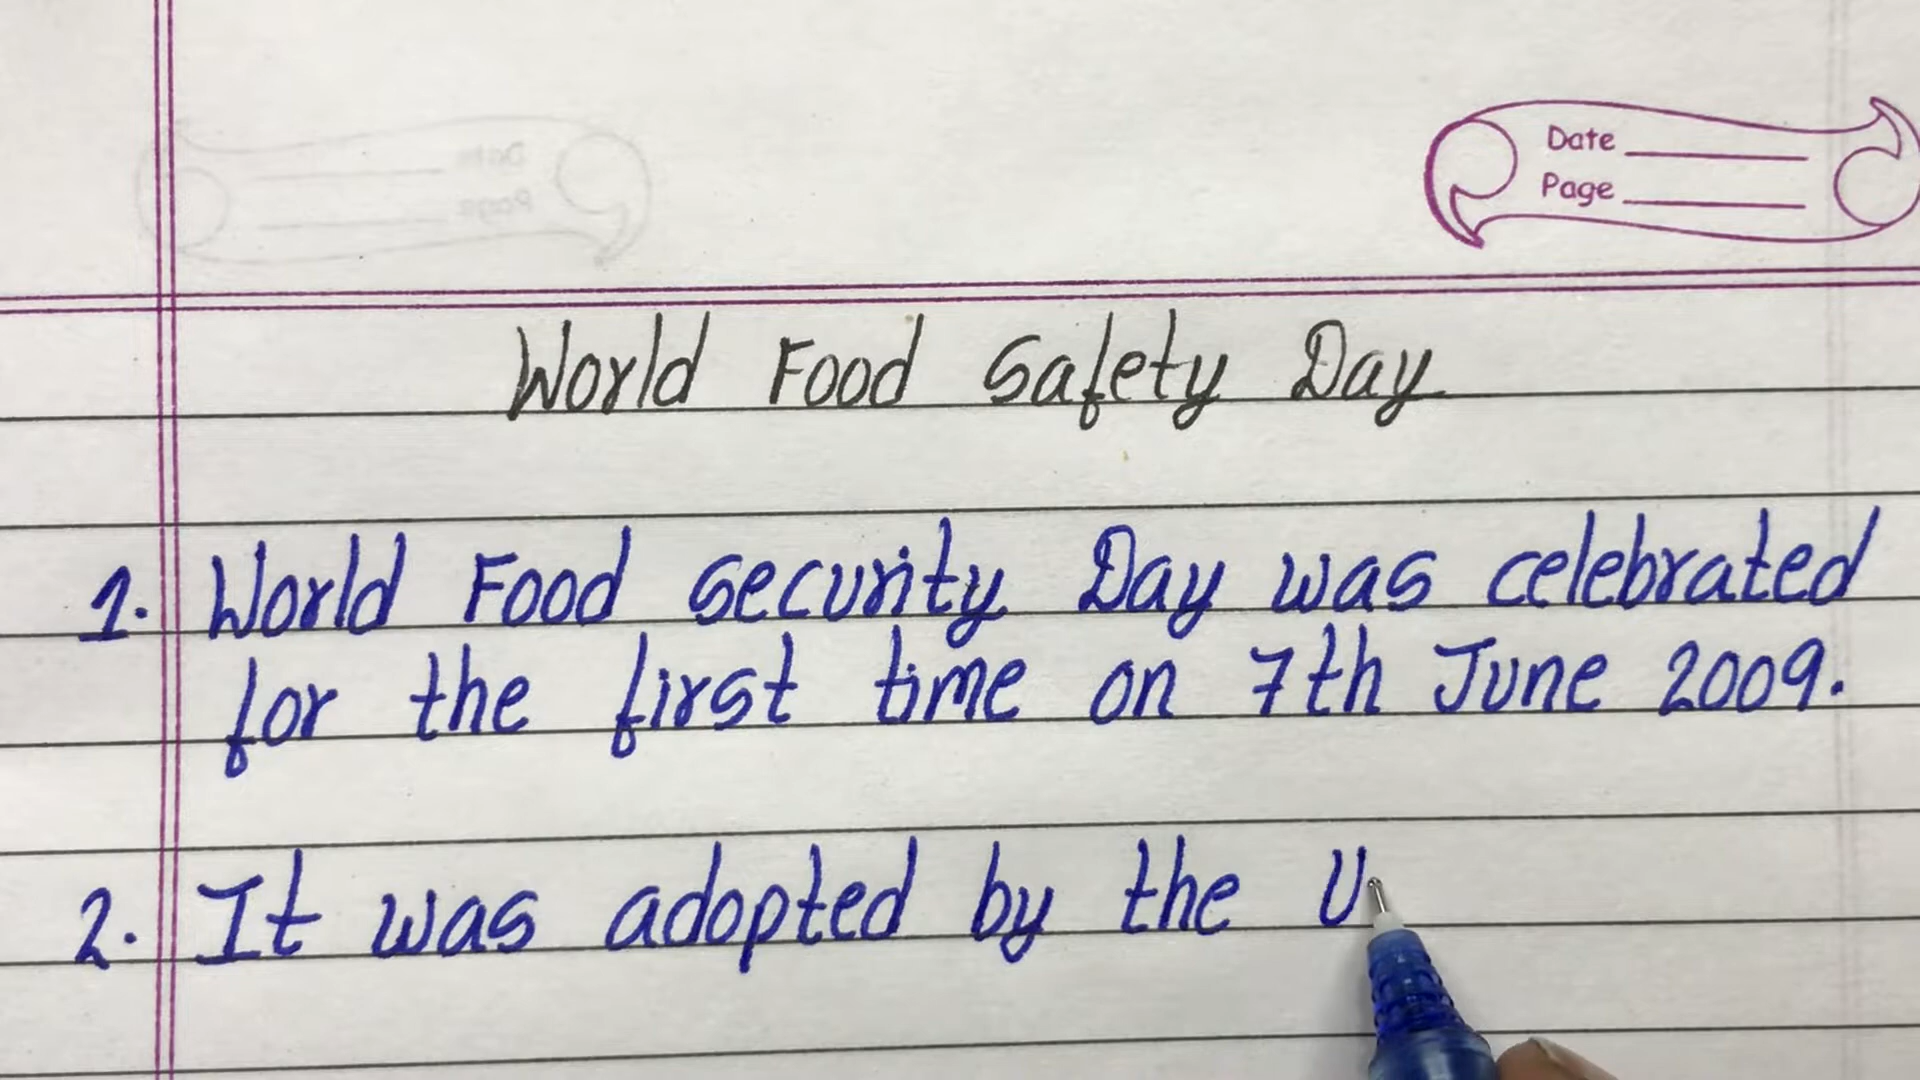 Date
Page
World Food Safety Day
1. World Food Security Day was celebrated
for the first time on 7th June 2009.
2. It was adopted by the U